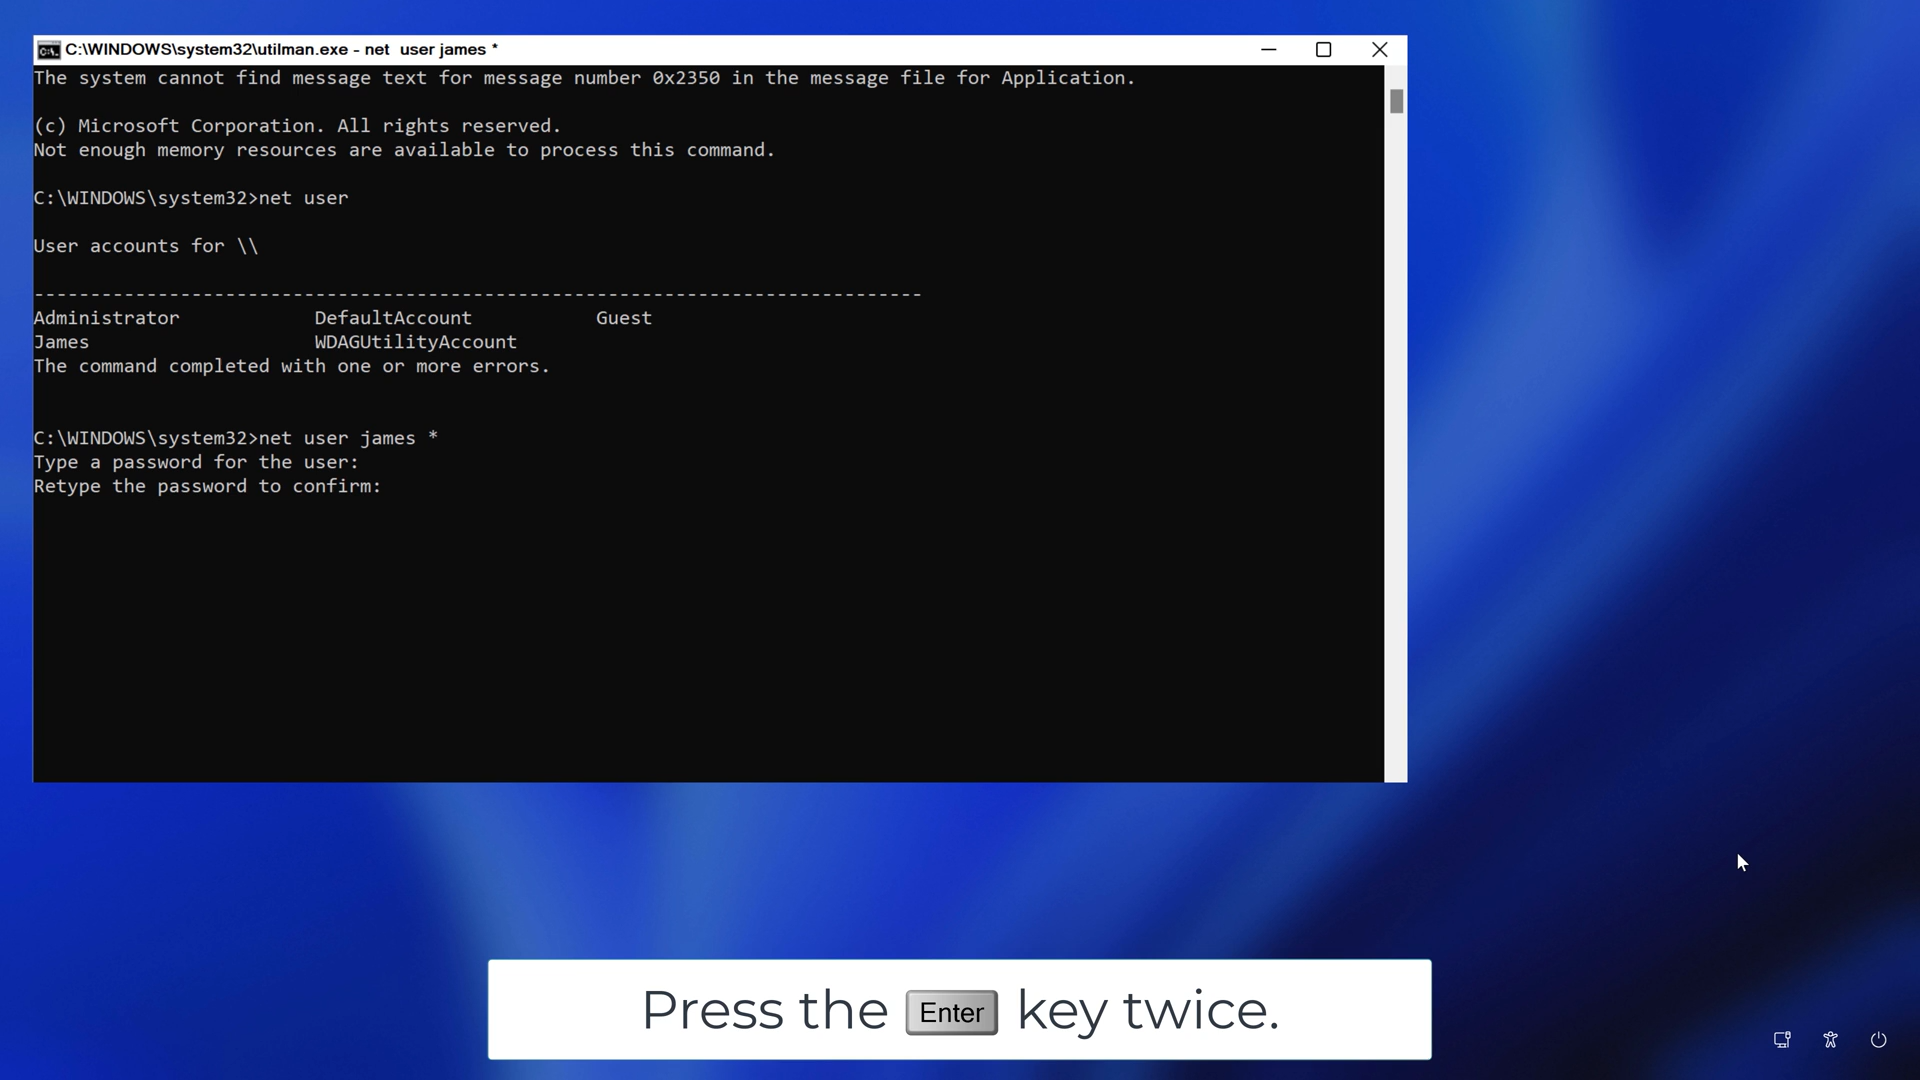 C:\WINDOWS\system32\utilman.exe - net  user james *
The system cannot find message text for message number 0x2350 in the message file for Application.
(c) Microsoft Corporation. All rights reserved.
Not enough memory resources are available to process this command.
C:\WINDOWS\system32>net user
User accounts for \\
-------------------------------------------------------------------------------
Administrator            DefaultAccount           Guest
James                    WDAGUtilityAccount
The command completed with one or more errors.
C:\WINDOWS\system32>net user james *
Type a password for the user:
Retype the password to confirm:
Press the Enter key twice.